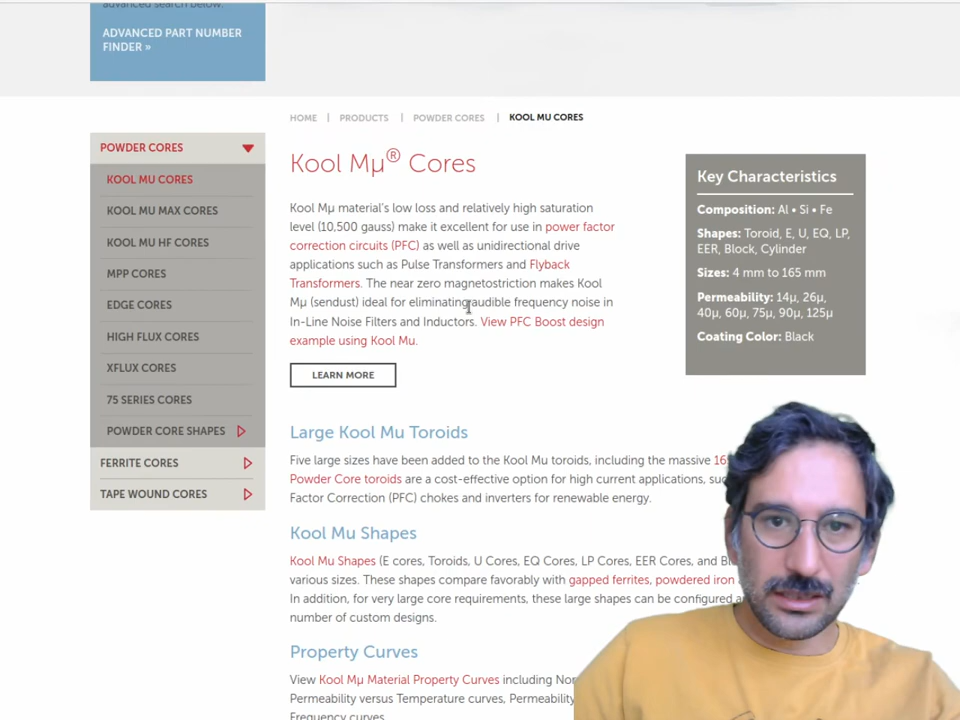 advanced search below.
ADVANCED PART NUMBER
FINDER »
HOME | PRODUCTS | POWDER CORES | KOOL MU CORES
POWDER CORES
KOOL MU CORES
KOOL MU MAX CORES
KOOL MU HF CORES
MPP CORES
EDGE CORES
HIGH FLUX CORES
XFLUX CORES
75 SERIES CORES
POWDER CORE SHAPES
FERRITE CORES
TAPE WOUND CORES
Kool Mµ® Cores
Kool Mµ material's low loss and relatively high saturation
level (10,500 gauss) make it excellent for use in power factor
correction circuits (PFC) as well as unidirectional drive
applications such as Pulse Transformers and Flyback
Transformers. The near zero magnetostriction makes Kool
Mµ (sendust) ideal for eliminating audible frequency noise in
In-Line Noise Filters and Inductors. View PFC Boost design
example using Kool Mu.
LEARN MORE
Key Characteristics
Composition: Al • Si • Fe
Shapes: Toroid, E, U, EQ, LP,
EER, Block, Cylinder
Sizes: 4 mm to 165 mm
Permeability: 14µ, 26µ,
40µ, 60µ, 75µ, 90µ, 125µ
Coating Color: Black
Large Kool Mu Toroids
Five large sizes have been added to the Kool Mu toroids, including the massive
Powder Core toroids are a cost-effective option for high current applications,
Factor Correction (PFC) chokes and inverters for renewable energy.
Kool Mu Shapes
Kool Mu Shapes (E cores, Toroids, U Cores, EQ Cores, LP Cores, EER Cores, and
various sizes. These shapes compare favorably with gapped ferrites, powdered iron
In addition, for very large core requirements, these large shapes can be configured
number of custom designs.
Property Curves
View Kool Mµ Material Property Curves including
Permeability versus Temperature curves, Permeability
Frequency curves.